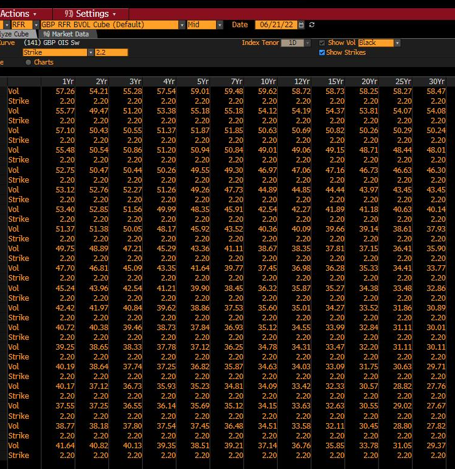 Actions 93 Settings
RFR GBP RFR BVOL Cube (Default) Mid Date 06/21/22
lyze Cube 94 Market Data
Curve (141) GBP OIS Sw Index Tenor 1D Show Vol Black
Strike 2.2 Show Strikes
e Charts
1Yr 2Yr 3Yr 4Yr 5Yr 7Yr 10Yr 12Yr 15Yr 20Yr 25Yr 30Yr
Vol 57.26 54.21 55.28 57.54 59.01 59.48 59.62 58.72 58.73 58.25 58.27 58.47
Strike 2.20 2.20 2.20 2.20 2.20 2.20 2.20 2.20 2.20 2.20 2.20 2.20
Vol 55.77 49.47 51.20 53.38 55.18 55.18 54.12 54.19 54.37 53.81 54.07 54.08
Strike 2.20 2.20 2.20 2.20 2.20 2.20 2.20 2.20 2.20 2.20 2.20 2.20
Vol 57.10 50.43 50.55 51.37 51.87 51.85 50.63 50.69 50.82 50.26 50.29 50.24
Strike 2.20 2.20 2.20 2.20 2.20 2.20 2.20 2.20 2.20 2.20 2.20 2.20
Vol 55.48 50.54 50.86 51.20 50.94 50.84 49.01 49.06 49.15 48.71 48.44 48.01
Strike 2.20 2.20 2.20 2.20 2.20 2.20 2.20 2.20 2.20 2.20 2.20 2.20
Vol 52.75 50.47 50.44 50.26 49.55 49.30 46.97 47.06 47.16 46.73 46.63 46.30
Strike 2.20 2.20 2.20 2.20 2.20 2.20 2.20 2.20 2.20 2.20 2.20 2.20
Vol 53.12 52.76 52.27 51.26 49.26 47.73 44.89 44.85 44.44 43.97 43.45 43.45
Strike 2.20 2.20 2.20 2.20 2.20 2.20 2.20 2.20 2.20 2.20 2.20 2.20
Vol 53.40 52.85 51.56 49.99 48.35 45.91 42.54 42.27 41.89 41.18 40.63 40.14
Strike 2.20 2.20 2.20 2.20 2.20 2.20 2.20 2.20 2.20 2.20 2.20 2.20
Vol 51.37 51.38 50.05 48.17 45.92 43.52 40.36 40.09 39.66 39.14 38.61 37.93
Strike 2.20 2.20 2.20 2.20 2.20 2.20 2.20 2.20 2.20 2.20 2.20 2.20
Vol 49.75 48.89 47.21 45.29 43.36 41.11 38.67 38.35 37.81 37.15 36.41 35.90
Strike 2.20 2.20 2.20 2.20 2.20 2.20 2.20 2.20 2.20 2.20 2.20 2.20
Vol 47.70 46.81 45.09 43.35 41.64 39.77 37.45 36.98 36.28 35.33 34.41 33.77
Strike 2.20 2.20 2.20 2.20 2.20 2.20 2.20 2.20 2.20 2.20 2.20 2.20
Vol 45.24 43.96 42.54 41.21 39.90 38.45 36.32 35.87 35.27 34.38 33.48 32.86
Strike 2.20 2.20 2.20 2.20 2.20 2.20 2.20 2.20 2.20 2.20 2.20 2.20
Vol 42.42 41.97 40.84 39.62 38.86 37.53 35.60 35.01 34.27 33.52 31.86 30.89
Strike 2.20 2.20 2.20 2.20 2.20 2.20 2.20 2.20 2.20 2.20 2.20 2.20
Vol 40.72 40.38 39.46 38.73 37.84 36.93 35.12 34.55 33.99 32.84 31.11 30.01
Strike 2.20 2.20 2.20 2.20 2.20 2.20 2.20 2.20 2.20 2.20 2.20 2.20
Vol 39.25 38.65 38.33 37.78 37.12 36.25 34.78 34.31 33.47 32.20 31.11 30.11
Strike 2.20 2.20 2.20 2.20 2.20 2.20 2.20 2.20 2.20 2.20 2.20 2.20
Vol 40.19 38.64 37.74 37.25 36.82 35.87 34.63 34.03 33.09 31.75 30.63 29.71
Strike 2.20 2.20 2.20 2.20 2.20 2.20 2.20 2.20 2.20 2.20 2.20 2.20
Vol 40.17 37.12 36.73 35.93 35.23 34.81 34.09 33.42 32.33 30.57 28.82 27.76
Strike 2.20 2.20 2.20 2.20 2.20 2.20 2.20 2.20 2.20 2.20 2.20 2.20
Vol 37.55 37.25 36.55 36.14 35.69 35.12 34.15 33.63 32.63 30.55 29.02 27.67
Strike 2.20 2.20 2.20 2.20 2.20 2.20 2.20 2.20 2.20 2.20 2.20 2.20
Vol 38.77 38.18 37.80 37.54 37.45 36.48 34.51 33.58 32.11 30.45 28.80 27.82
Strike 2.20 2.20 2.20 2.20 2.20 2.20 2.20 2.20 2.20 2.20 2.20 2.20
Vol 41.64 40.82 40.13 39.35 38.51 39.21 37.14 36.76 35.85 33.78 31.05 29.37
Strike 2.20 2.20 2.20 2.20 2.20 2.20 2.20 2.20 2.20 2.20 2.20 2.20